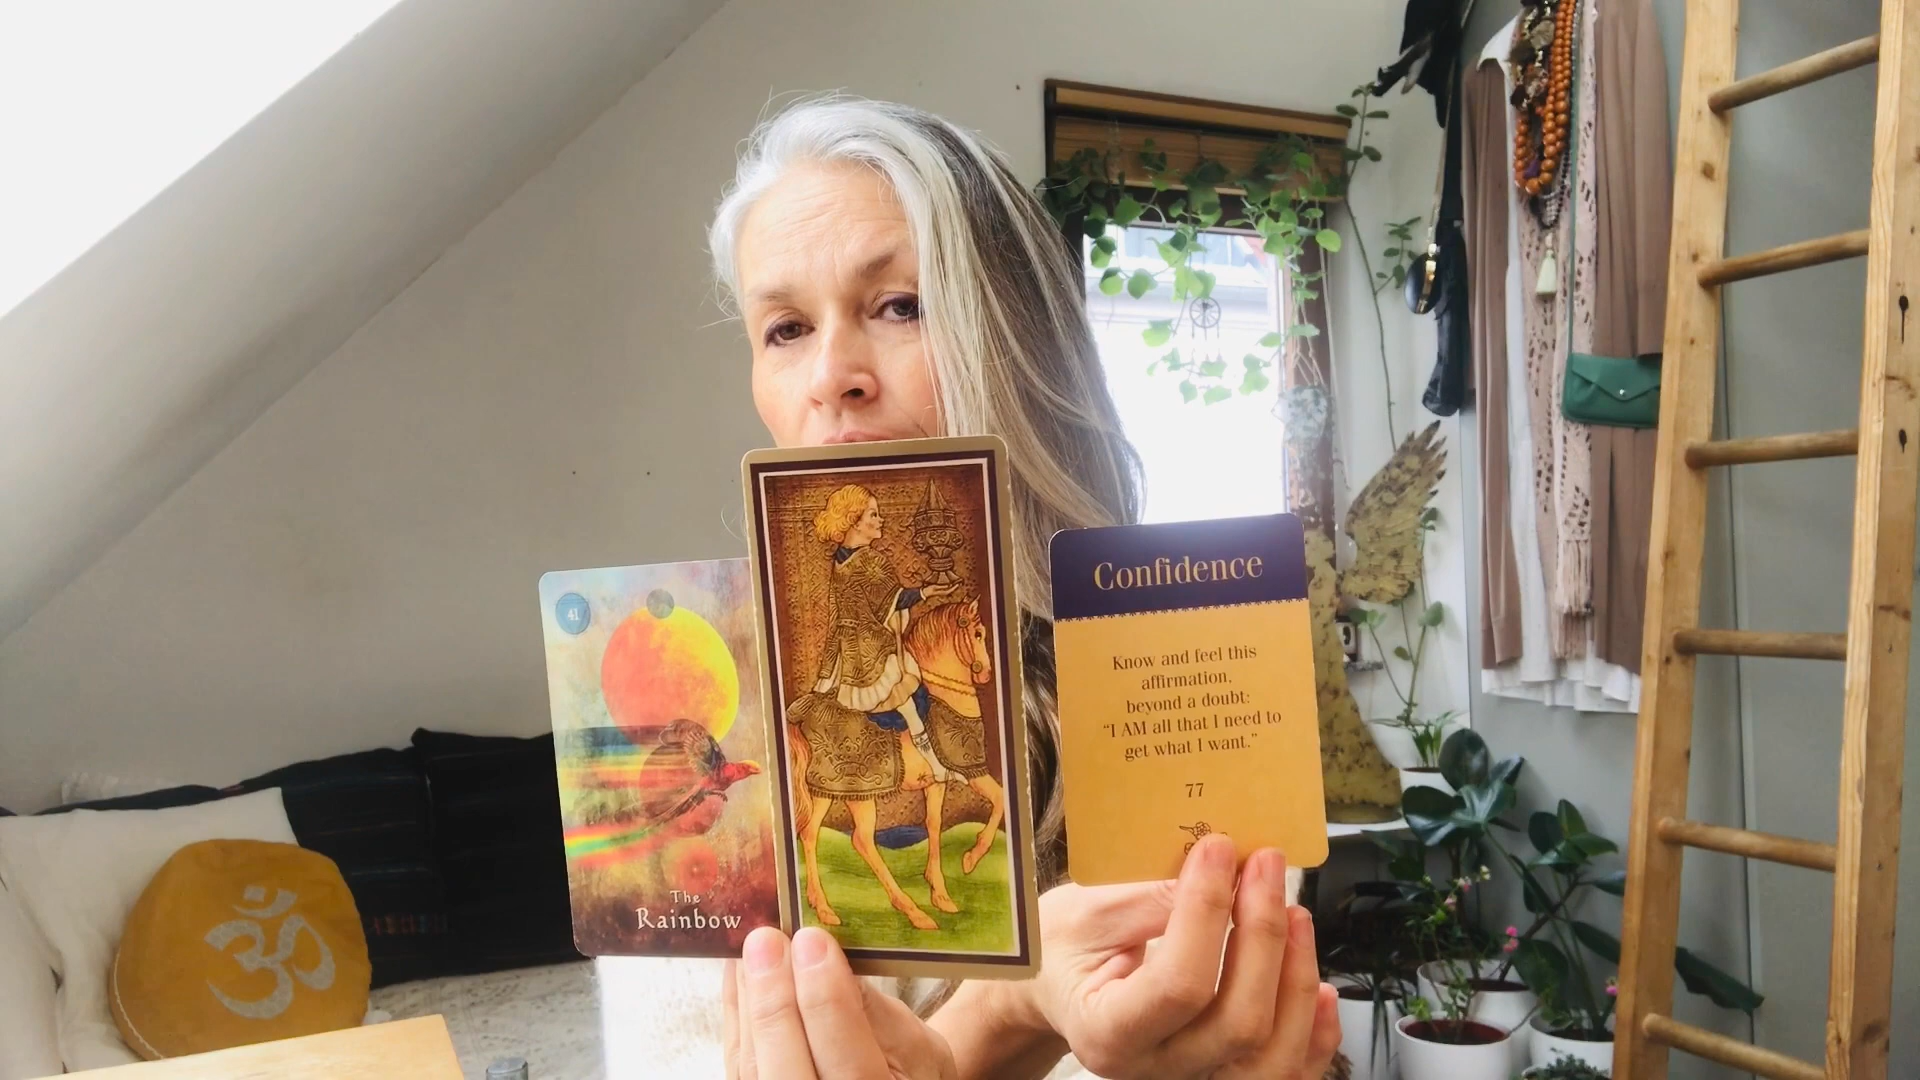 41
The
Rainbow
Confidence
Know and feel this
affirmation,
beyond a doubt:
“I AM all that I need to
get what I want.”
77
ॐ